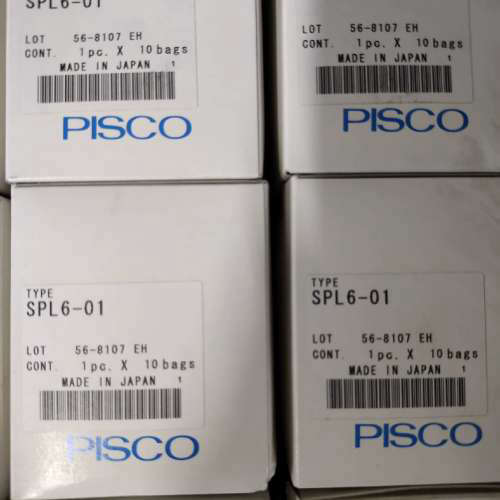 SPL6-01
LOT 56-8107 EH
CONT. 1pc. X 10bags
MADE IN JAPAN 1
PISCO
LOT 56-8107 EH
CONT. 1pc. X 10bags
MADE IN JAPAN 1
PISCO
TYPE
SPL6-01
LOT 56-8107 EH
CONT. 1pc. X 10bags
MADE IN JAPAN 1
PISCO
TYPE
SPL6-01
LOT 56-8107 EH
CONT. 1pc. X 10bags
MADE IN JAPAN 1
PISCO